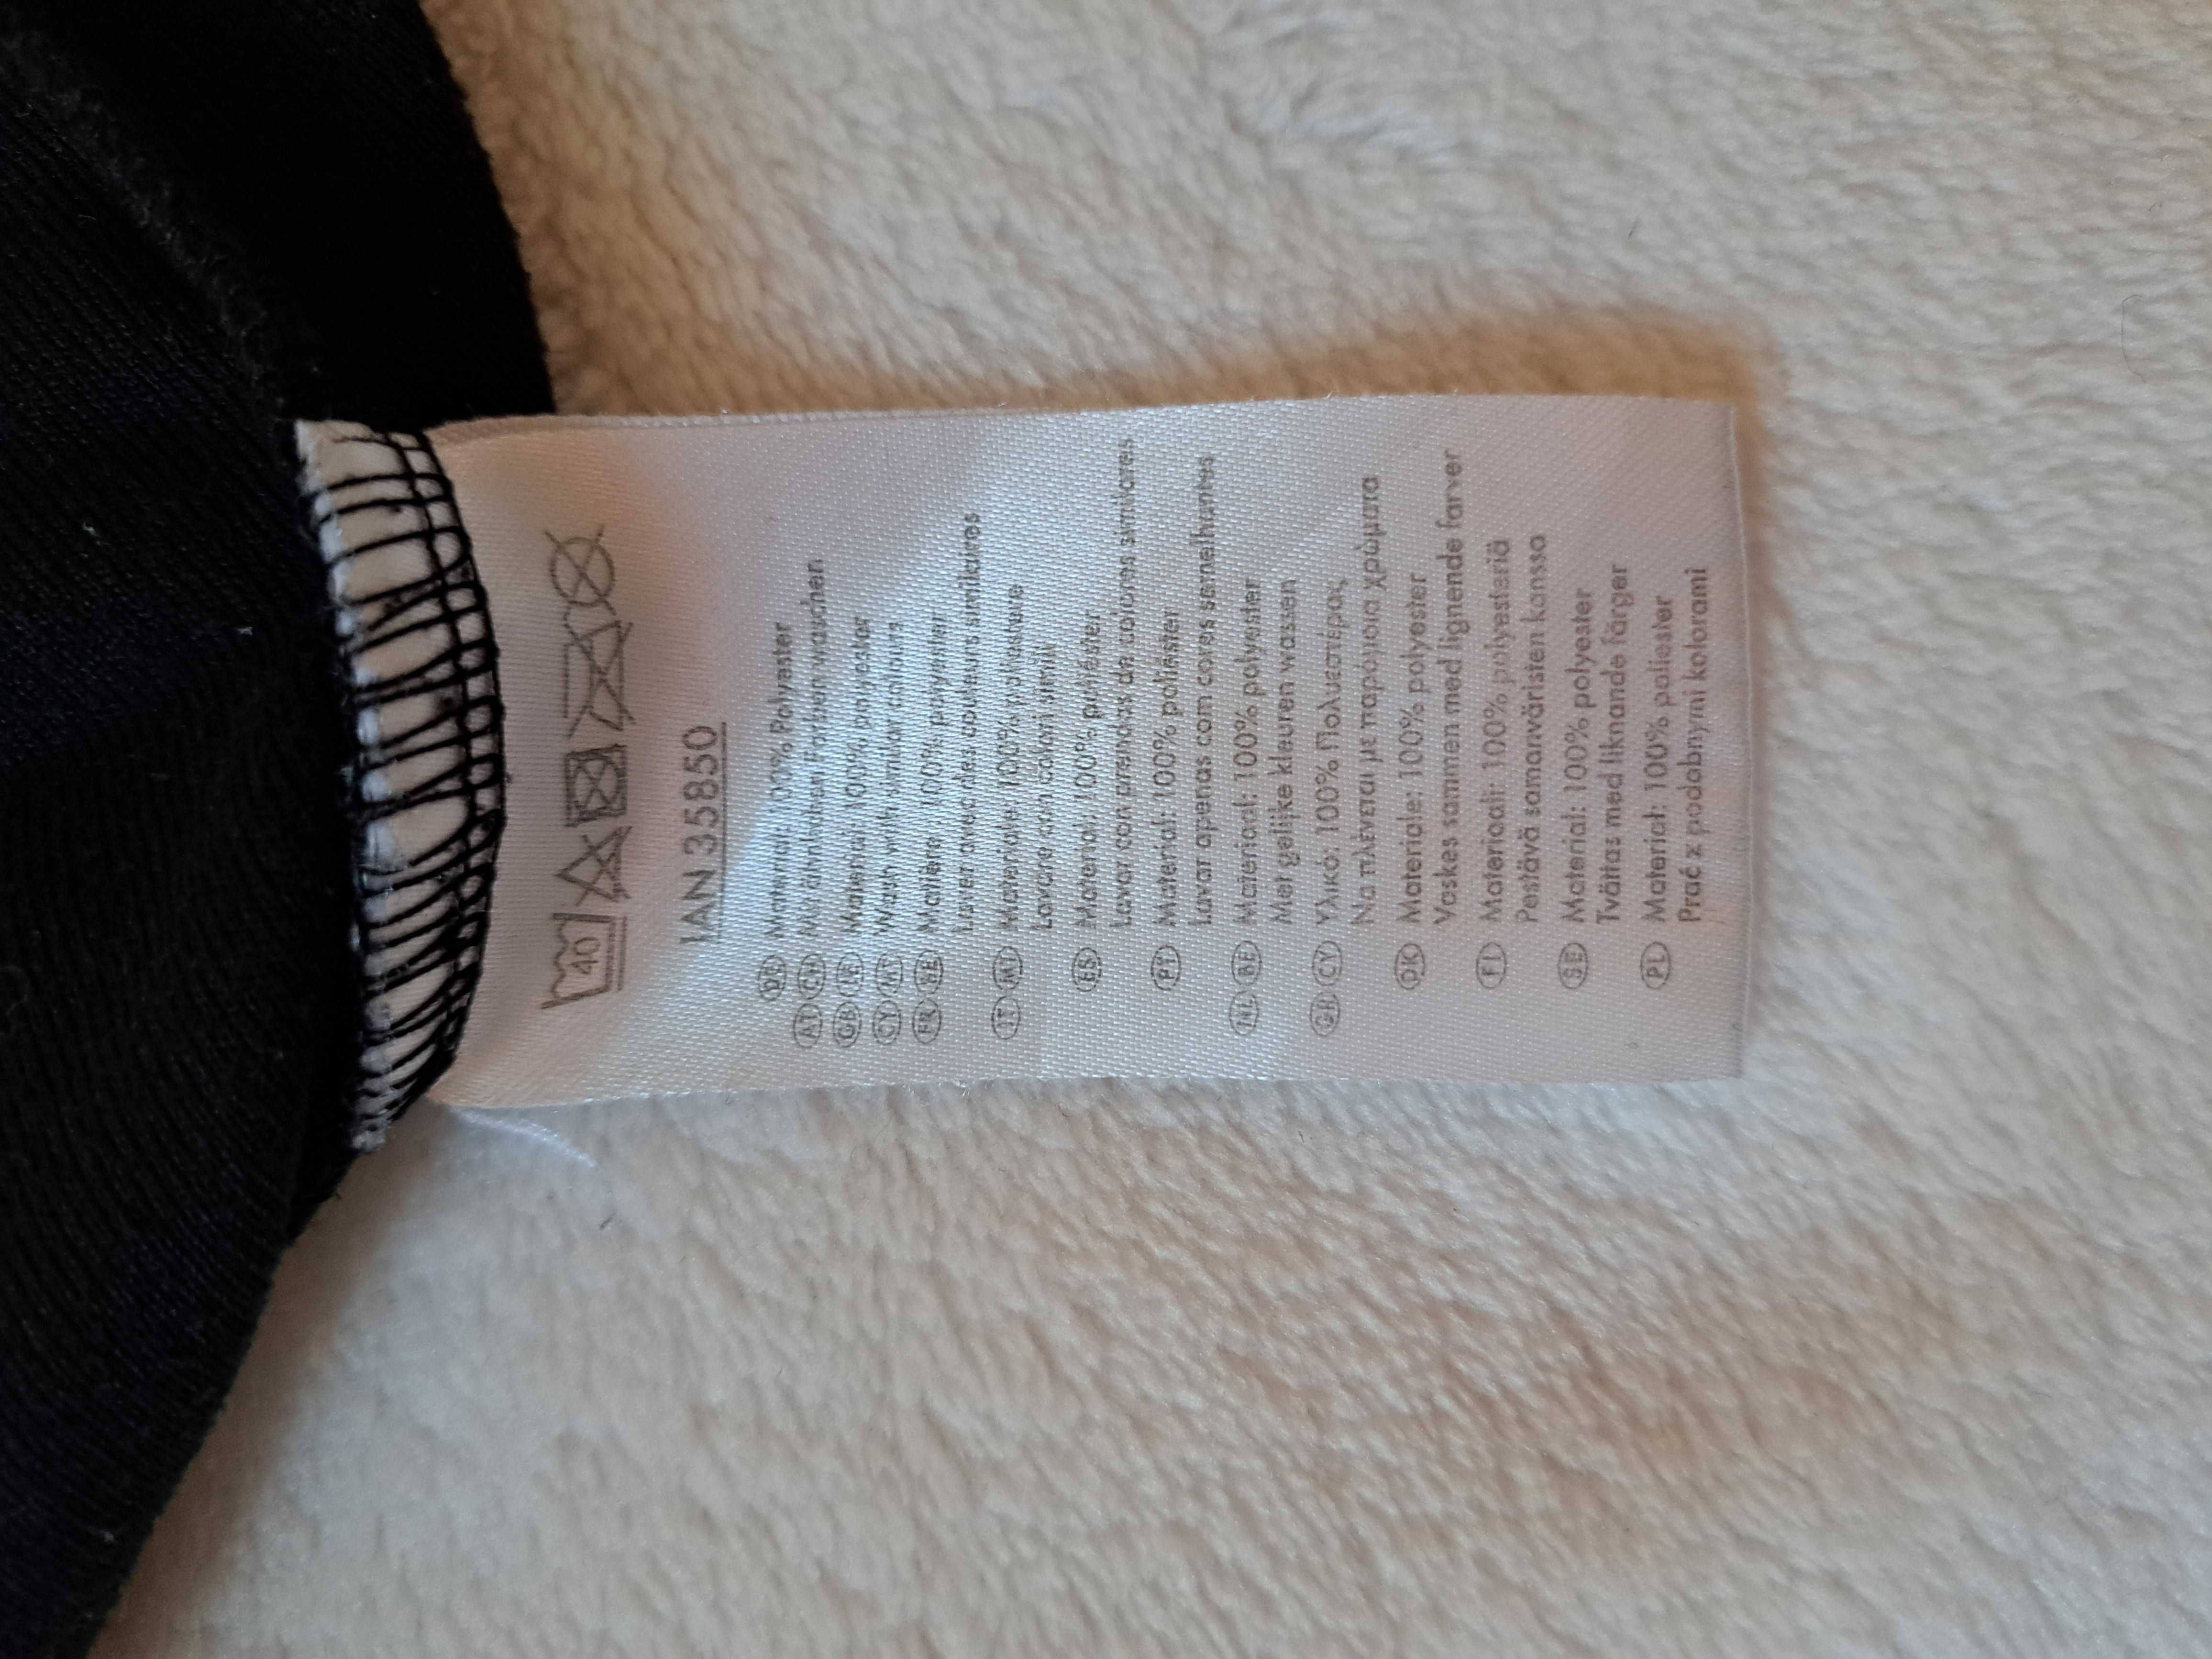 40
IAN 35850
DE Material: 100% Polyester
AT CH Mit ähnlichen Farben waschen
GB IE Material: 100% polyester
CY MT Wash with similar colours
FR BE Matière: 100% polyester
Laver avec des couleurs similaires
IT MT Materiale: 100% poliestere
Lavare con colori simili
ES Material: 100% poliéster
Lavar con prendas de colores similares
PT Material: 100% poliéster
Lavar apenas com cores semelhantes
NL BE Materiaal: 100% polyester
Met gelijke kleuren wassen
GR CY Υλικό: 100% Πολυεστέρας
Να πλένεται με παρόμοια χρώματα
DK Materiale: 100% polyester
Vaskes sammen med lignende farver
FI Materiaali: 100% polyesteriä
Pestävä samanväristen kanssa
SE Material: 100% polyester
Tvättas med liknande färger
PL Materiał: 100% poliester
Prać z podobnymi kolorami